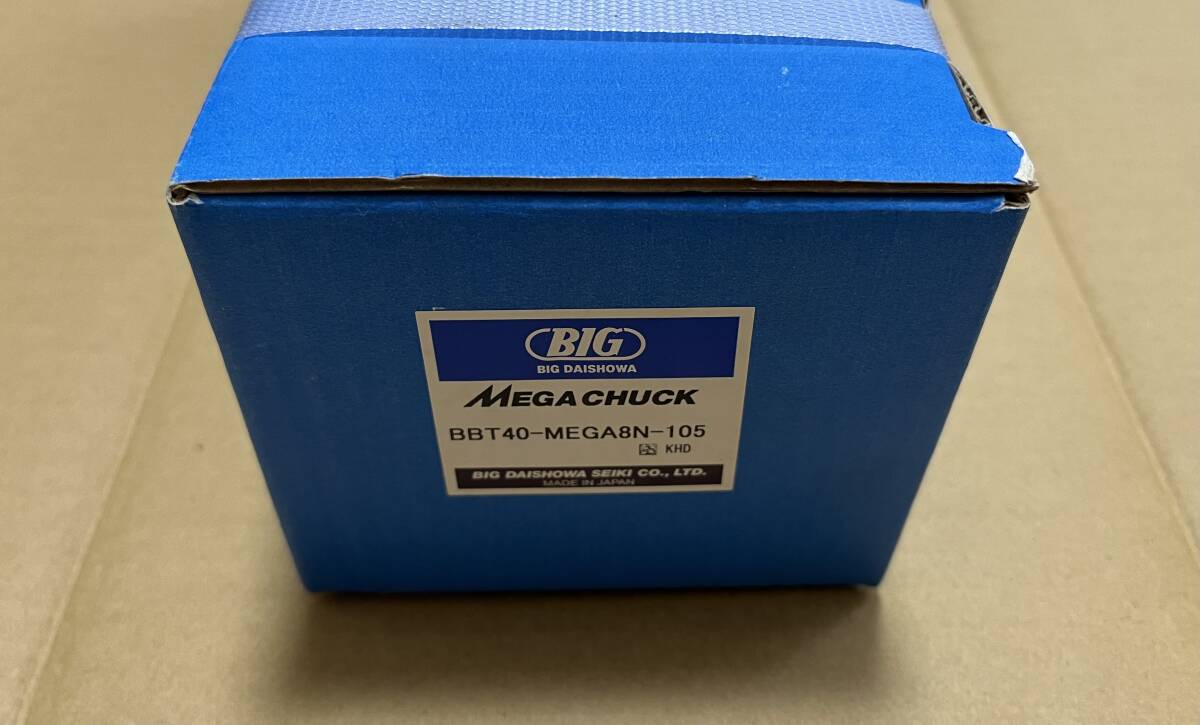 BIG
BIG DAISHOWA
MEGACHUCK
BBT40-MEGA8N-105
KHD
BIG DAISHOWA SEIKI CO., LTD.
MADE IN JAPAN